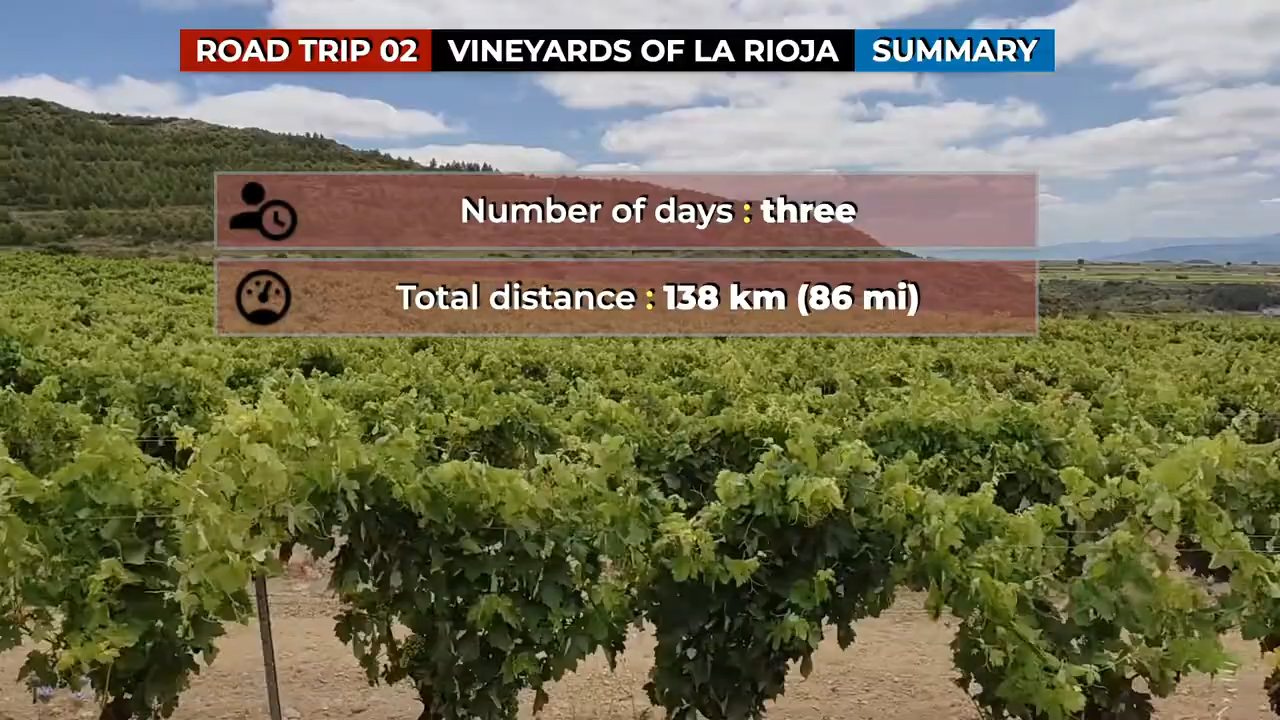 ROAD TRIP 02 VINEYARDS OF LA RIOJA SUMMARY
Number of days : three
Total distance : 138 km (86 mi)